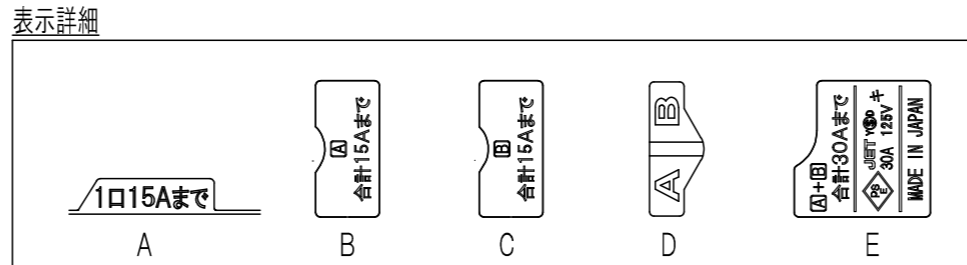 表示詳細
1口15Aまで
A
A
合計15Aまで
B
B
合計15Aまで
C
A B
D
A+B
合計30Aまで
PS
E
JET
30A 125V キ
MADE IN JAPAN
E